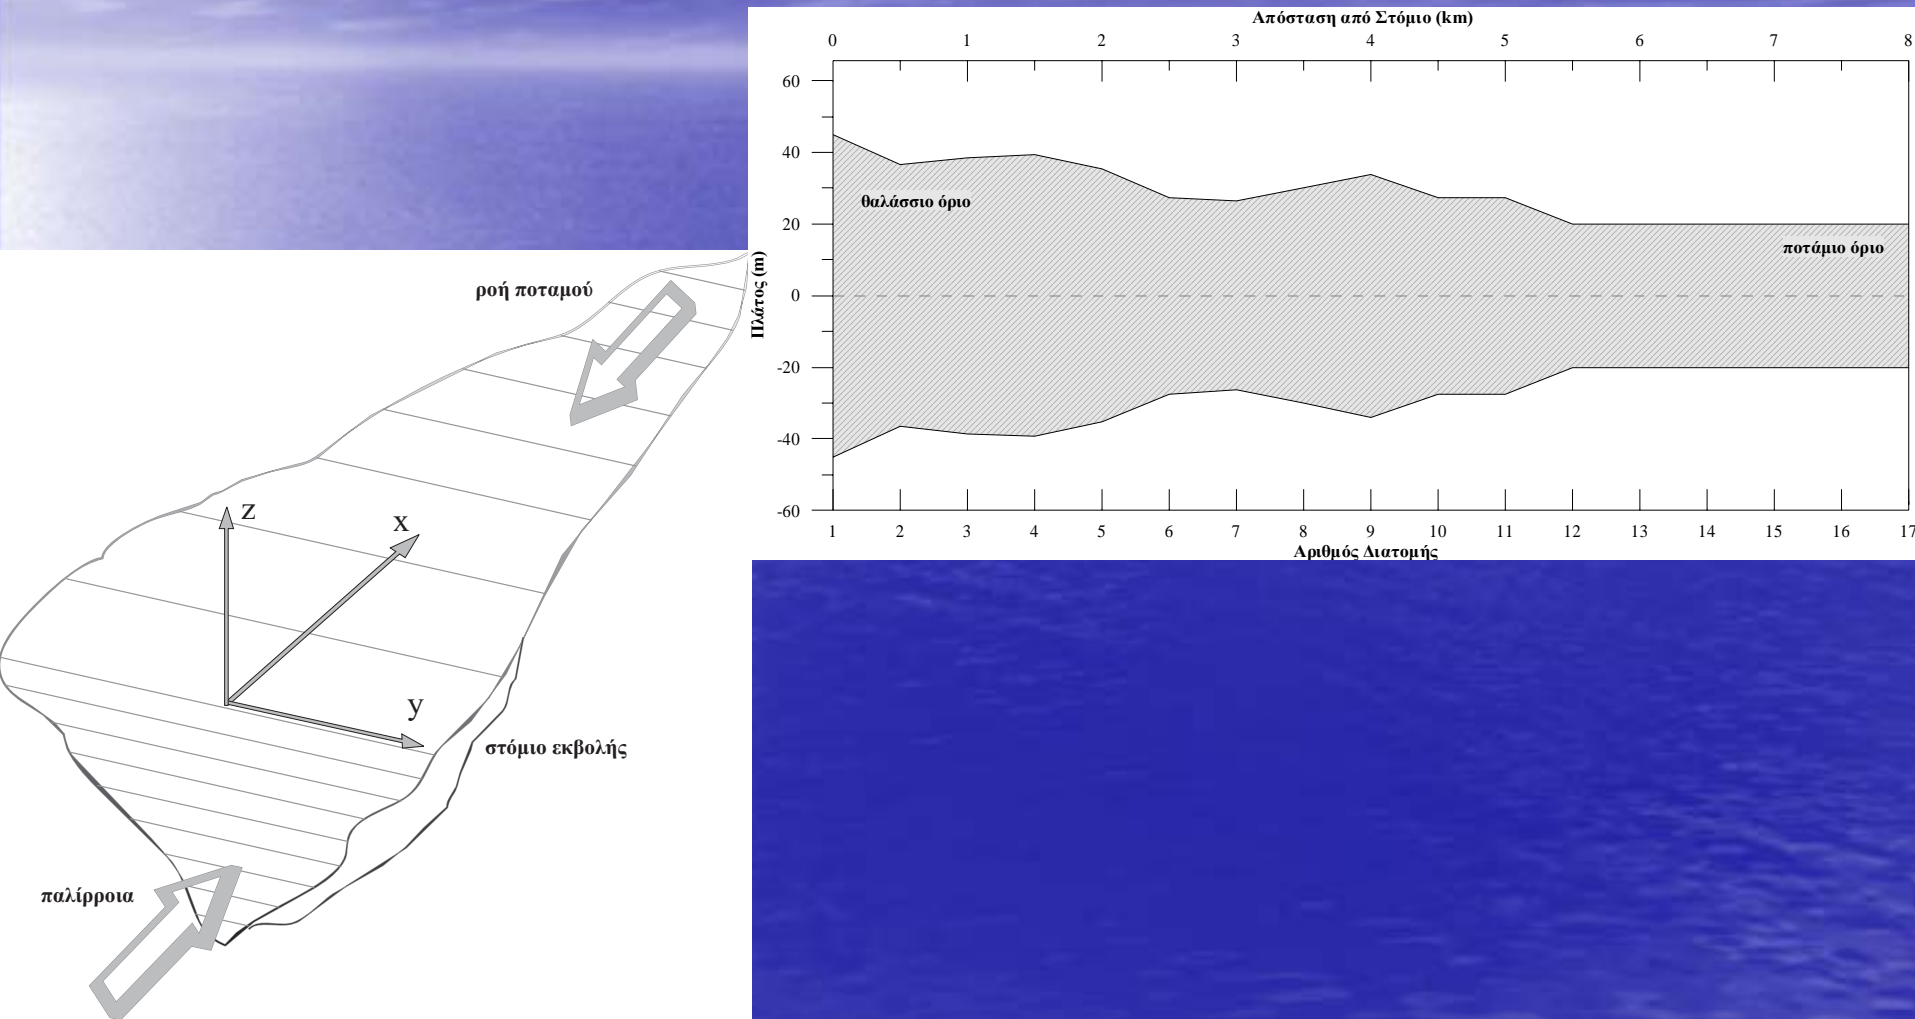 Απόσταση από Στόμιο (km)
0 1 2 3 4 5 6 7 8
60
40
20
0
-20
-40
-60
Πλάτος (m)
θαλάσσιο όριο
ποτάμιο όριο
1 2 3 4 5 6 7 8 9 10 11 12 13 14 15 16 17
Αριθμός Διατομής
ροή ποταμού
z
x
y
στόμιο εκβολής
παλίρροια